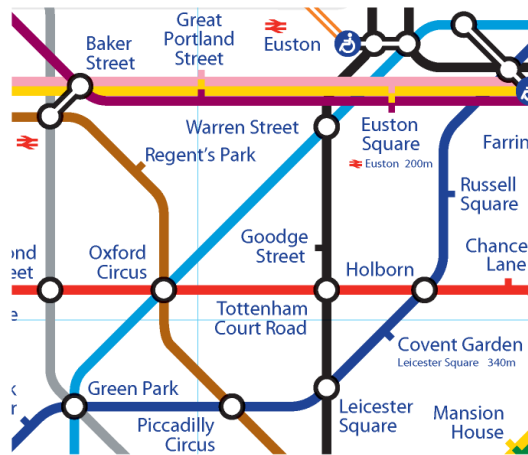 Great
Portland
Street
Euston
Baker
Street
Warren Street
Euston
Square
Euston 200m
Farrin
Regent's Park
Russell
Square
Goodge
Street
Chance
Lane
ond
eet
Oxford
Circus
Holborn
e
Tottenham
Court Road
Covent Garden
Leicester Square 340m
k
r
Green Park
Piccadilly
Circus
Leicester
Square
Mansion
House